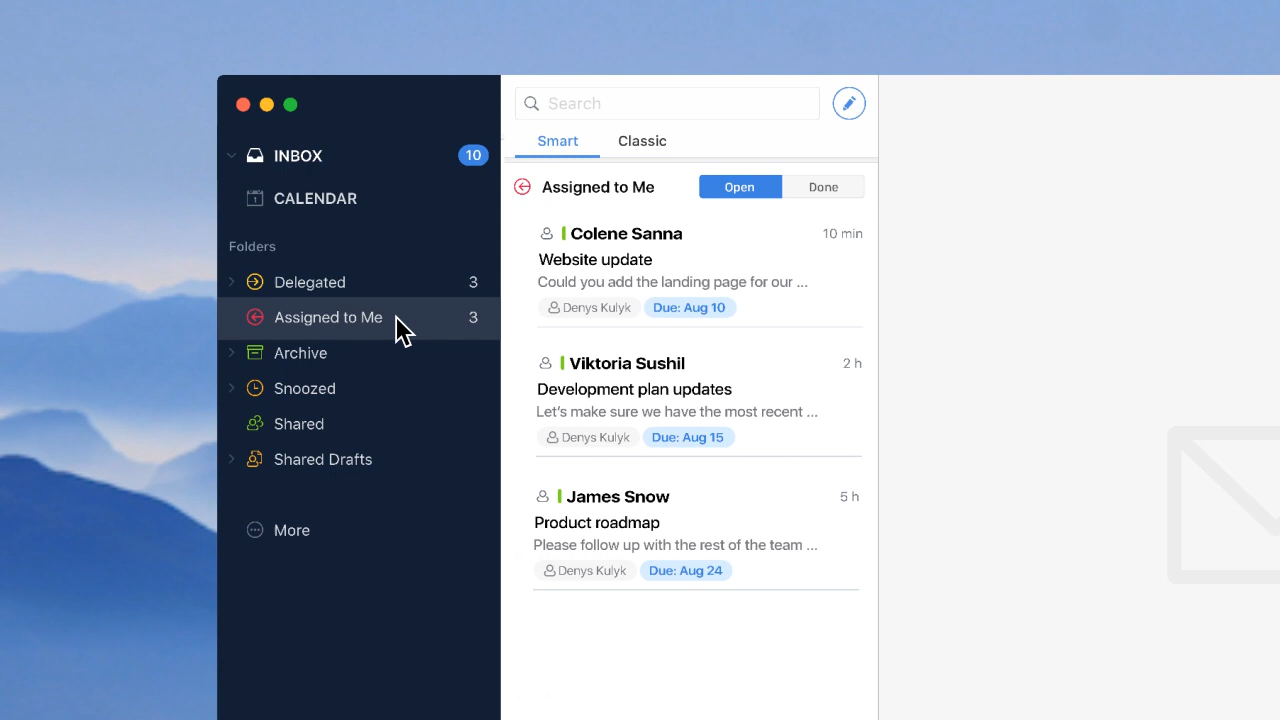 INBOX
10
CALENDAR
Folders
Delegated
3
Assigned to Me
3
Archive
Snoozed
Shared
Shared Drafts
More
Search
Smart
Classic
Assigned to Me
Open
Done
Colene Sanna
10 min
Website update
Could you add the landing page for our ...
Denys Kulyk
Due: Aug 10
Viktoria Sushil
2 h
Development plan updates
Let's make sure we have the most recent ...
Denys Kulyk
Due: Aug 15
James Snow
5 h
Product roadmap
Please follow up with the rest of the team ...
Denys Kulyk
Due: Aug 24